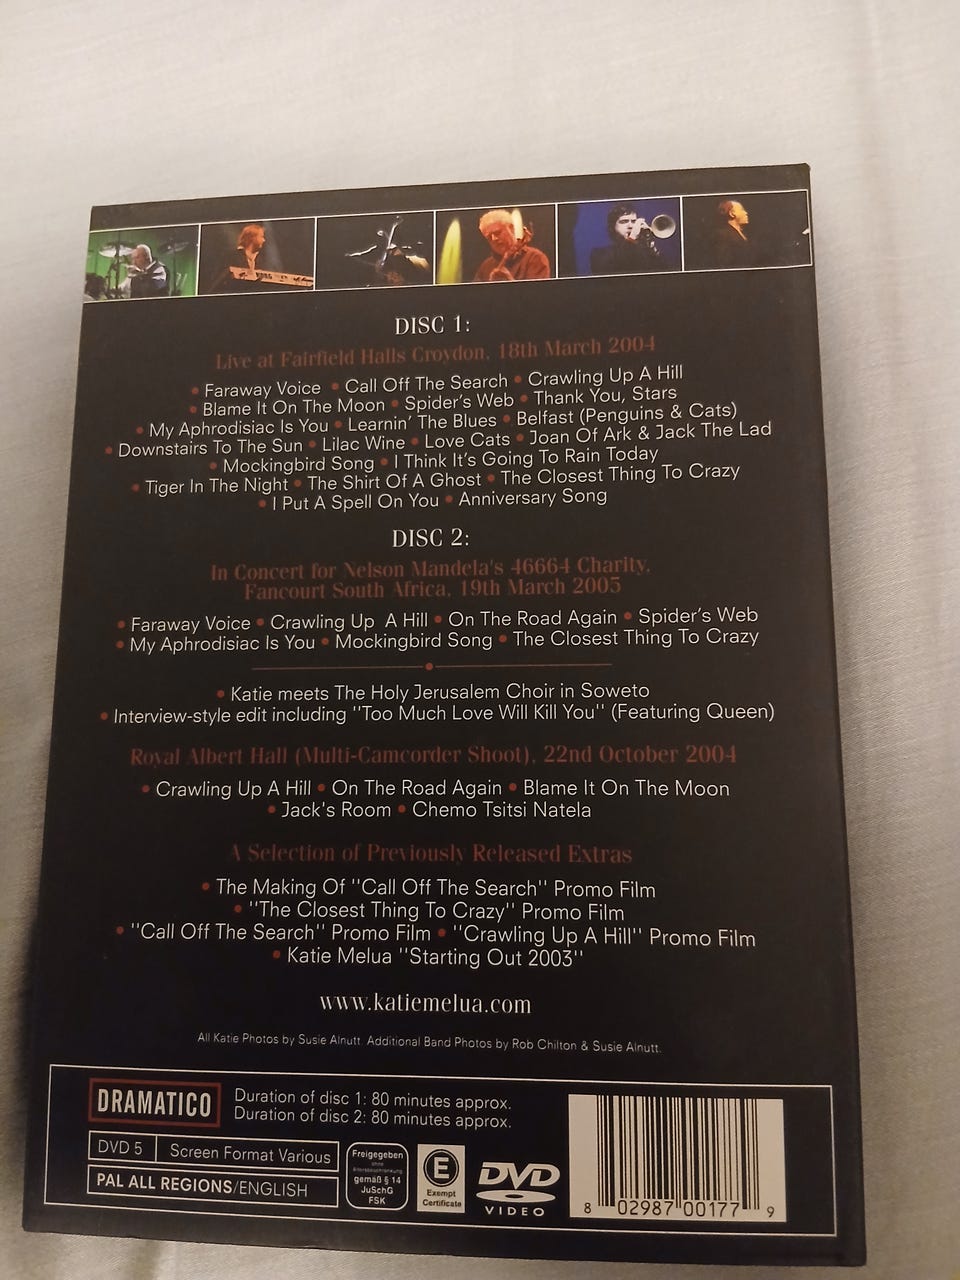 DISC 1:
Live at Fairfield Halls Croydon, 18th March 2004
• Faraway Voice • Call Off The Search • Crawling Up A Hill
• Blame It On The Moon • Spider's Web • Thank You, Stars
• My Aphrodisiac Is You • Learnin' The Blues • Belfast (Penguins & Cats)
• Downstairs To The Sun • Lilac Wine • Love Cats • Joan Of Ark & Jack The Lad
• Mockingbird Song • I Think It's Going To Rain Today
• Tiger In The Night • The Shirt Of A Ghost • The Closest Thing To Crazy
• I Put A Spell On You • Anniversary Song
DISC 2:
In Concert for Nelson Mandela's 46664 Charity,
Fancourt South Africa, 19th March 2005
• Faraway Voice • Crawling Up A Hill • On The Road Again • Spider's Web
• My Aphrodisiac Is You • Mockingbird Song • The Closest Thing To Crazy
• Katie meets The Holy Jerusalem Choir in Soweto
• Interview-style edit including "Too Much Love Will Kill You" (Featuring Queen)
Royal Albert Hall (Multi-Camcorder Shoot), 22nd October 2004
• Crawling Up A Hill • On The Road Again • Blame It On The Moon
• Jack's Room • Chemo Tsitsi Natela
A Selection of Previously Released Extras
• The Making Of "Call Off The Search" Promo Film
• "The Closest Thing To Crazy" Promo Film
• "Call Off The Search" Promo Film • "Crawling Up A Hill" Promo Film
• Katie Melua "Starting Out 2003"
www.katiemelua.com
All Katie Photos by Susie Alnutt. Additional Band Photos by Rob Chilton & Susie Alnutt.
DRAMATICO
Duration of disc 1: 80 minutes approx.
Duration of disc 2: 80 minutes approx.
DVD 5 Screen Format Various
PAL ALL REGIONS/ENGLISH
Freigegeben
ohne
Altersbeschränkung
gemäß § 14
JuSchG
FSK
E
Exempt
Certificate
DVD
VIDEO
8 02987 00177 9
KORG